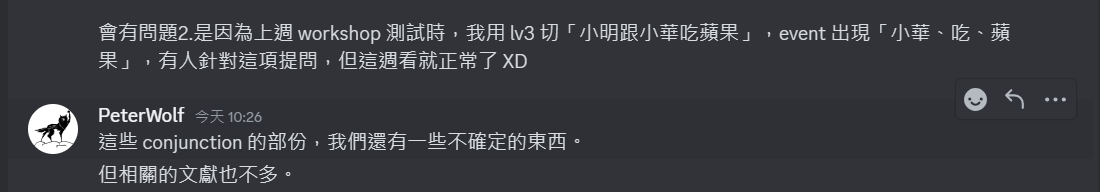 會有問題2.是因為上週 workshop 測試時，我用 lv3 切「小明跟小華吃蘋果」，event 出現「小華、吃、蘋
果」，有人針對這項提問，但這週看就正常了 XD
PeterWolf 今天 10:26
這些 conjunction 的部份，我們還有一些不確定的東西。
但相關的文獻也不多。